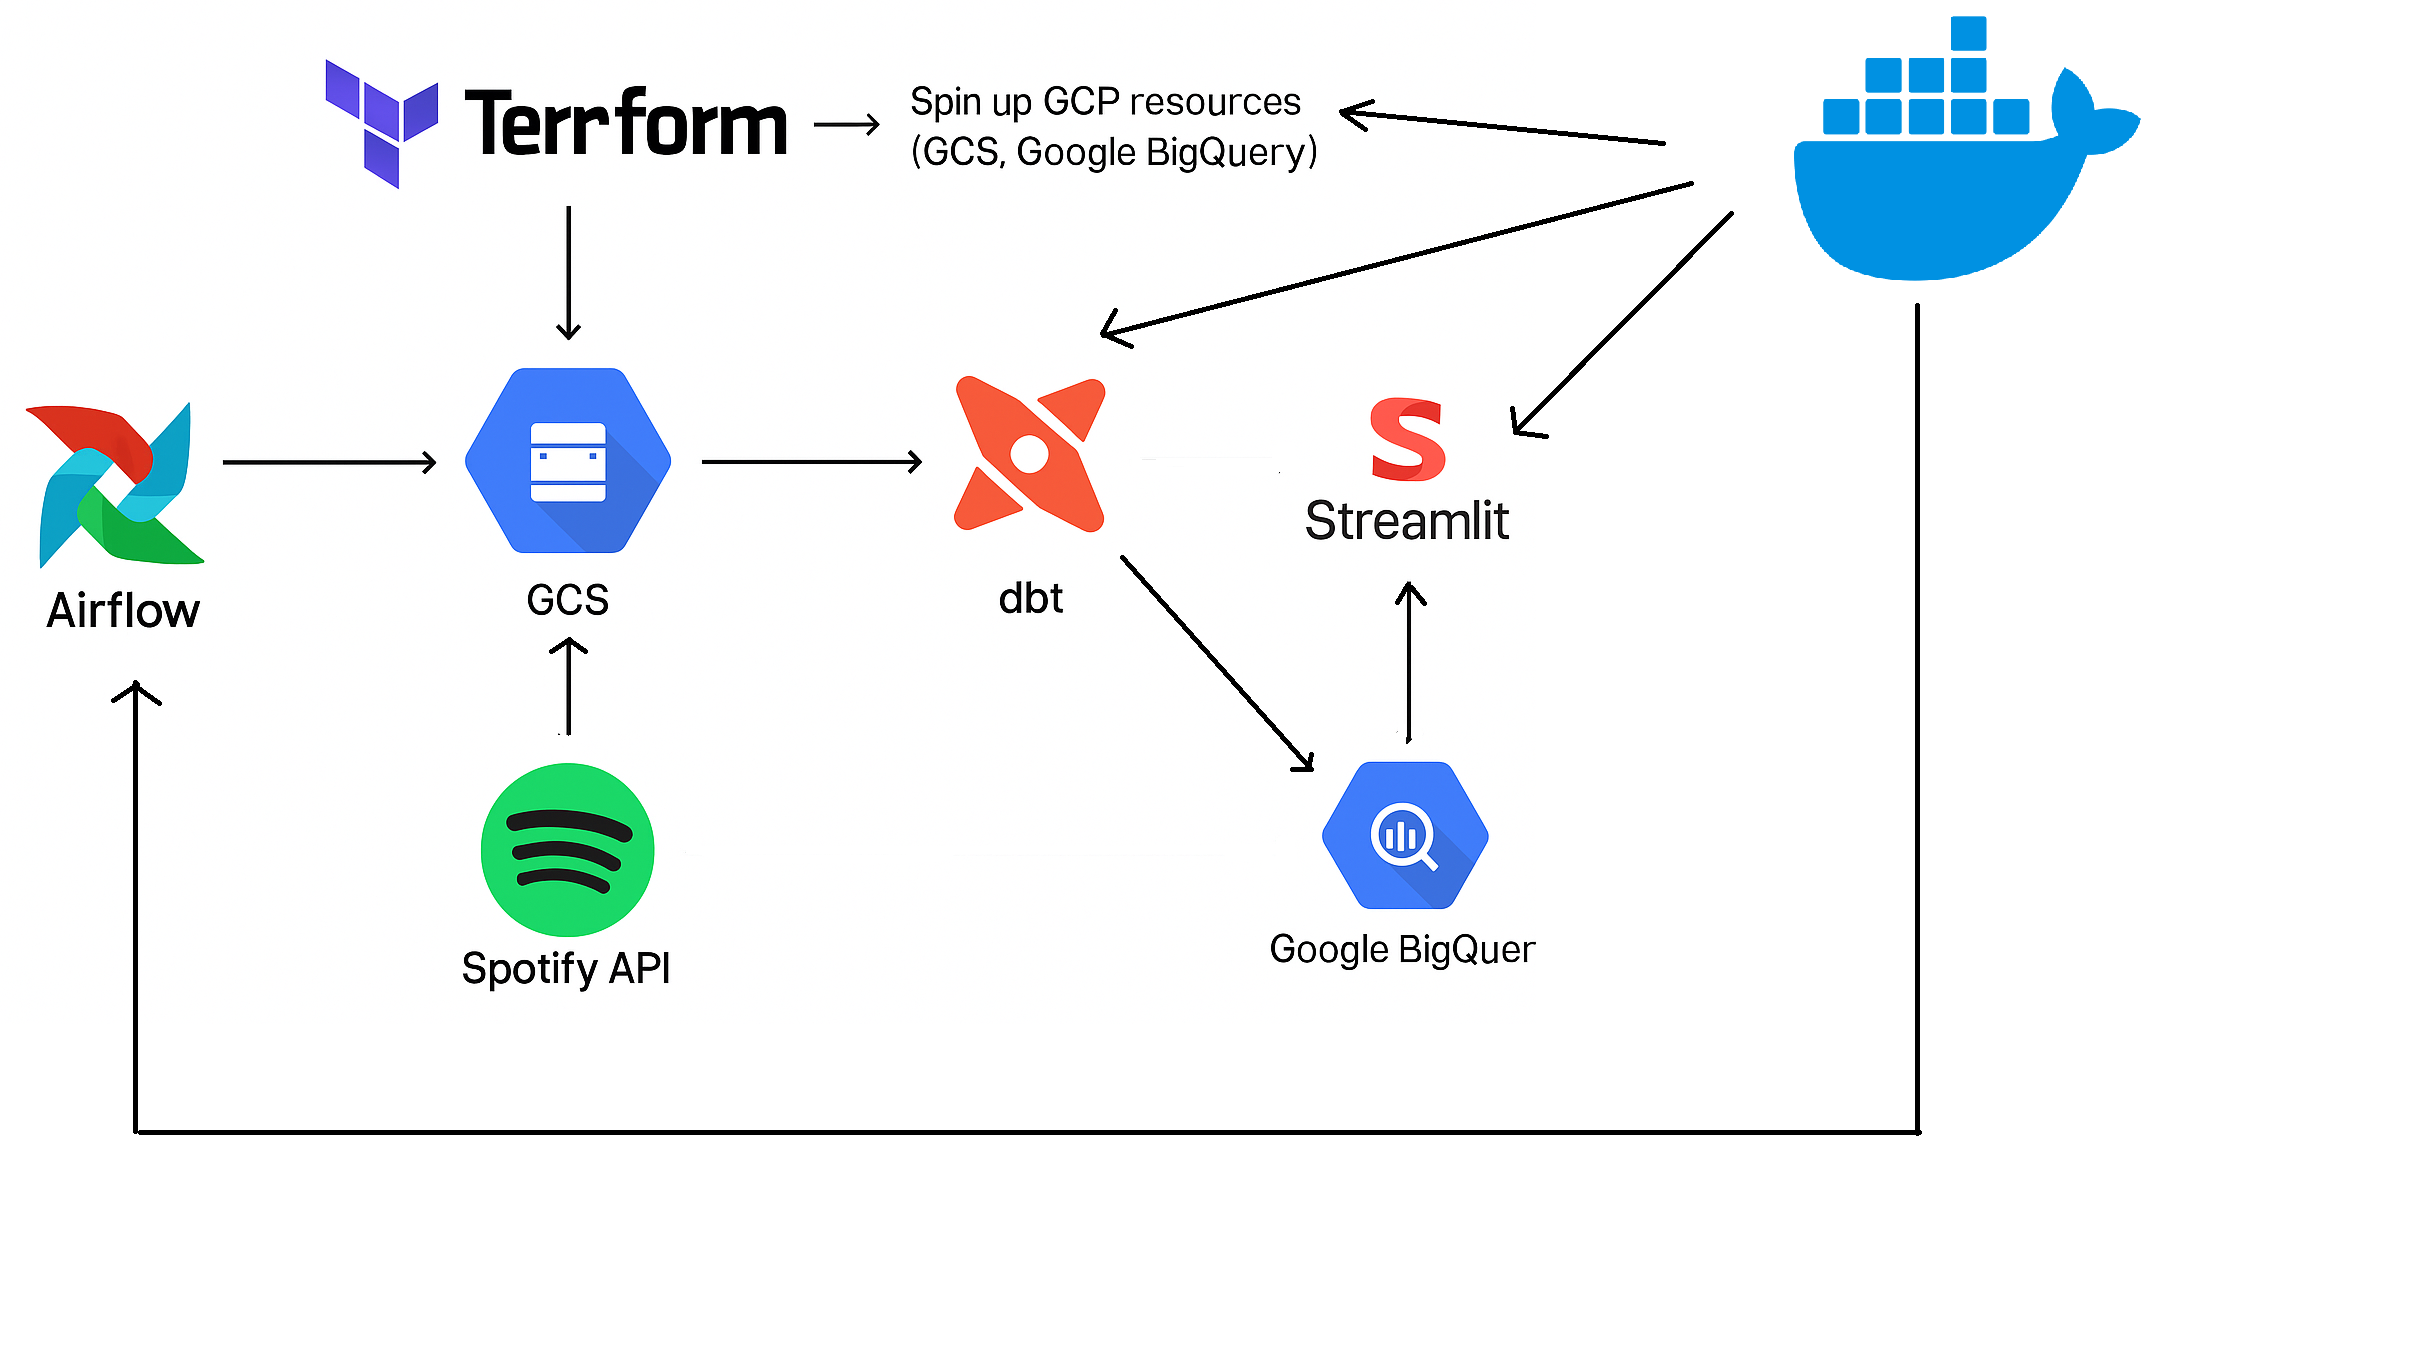 Terrform
Spin up GCP resources
(GCS, Google BigQuery)
Airflow
GCS
dbt
Streamlit
Spotify API
Google BigQuer